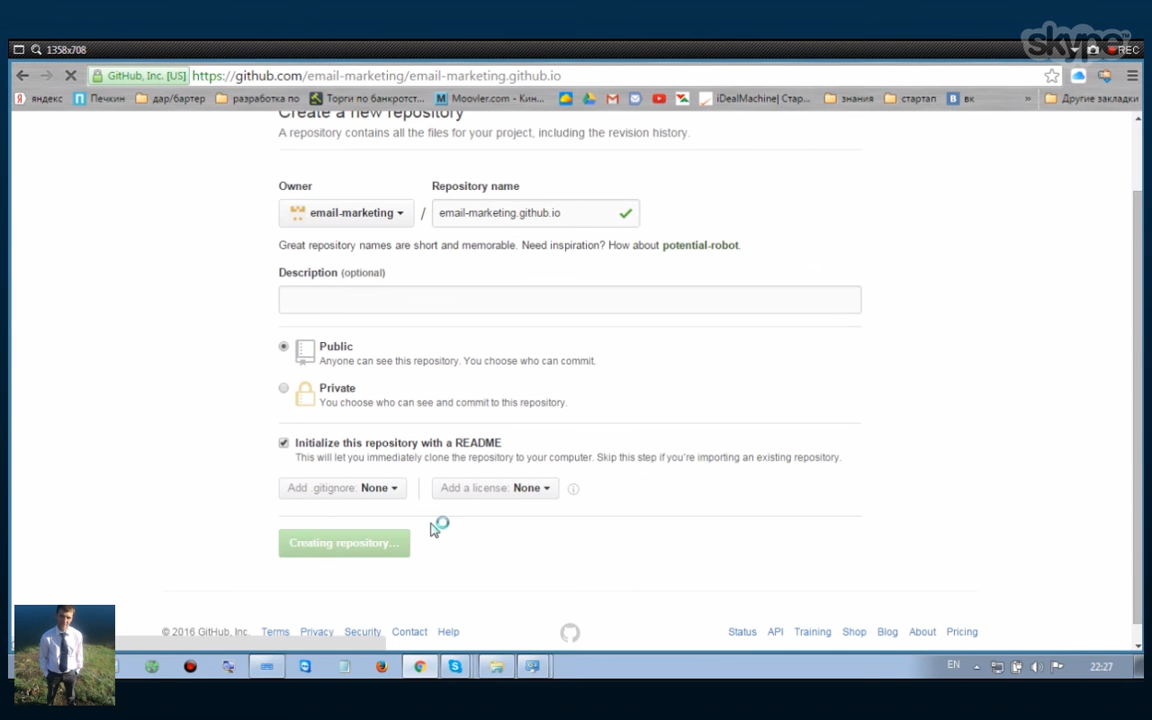 skype™
1358x708
REC
GitHub, Inc. [US]
https://github.com/email-marketing/email-marketing.github.io
яндекс
Печкин
дар/бартер
разработка по
Торги по банкротст...
Moovler.com - Кин...
iDealMachine| Стар...
знания
стартап
вк
»
Другие закладки
Create a new repository
A repository contains all the files for your project, including the revision history.
Owner
Repository name
email-marketing
/
email-marketing.github.io
Great repository names are short and memorable. Need inspiration? How about potential-robot.
Description (optional)
Public
Anyone can see this repository. You choose who can commit.
Private
You choose who can see and commit to this repository.
Initialize this repository with a README
This will let you immediately clone the repository to your computer. Skip this step if you're importing an existing repository.
Add .gitignore: None
Add a license: None
Creating repository...
© 2016 GitHub, Inc. Terms Privacy Security Contact Help
Status API Training Shop Blog About Pricing
EN
22:27